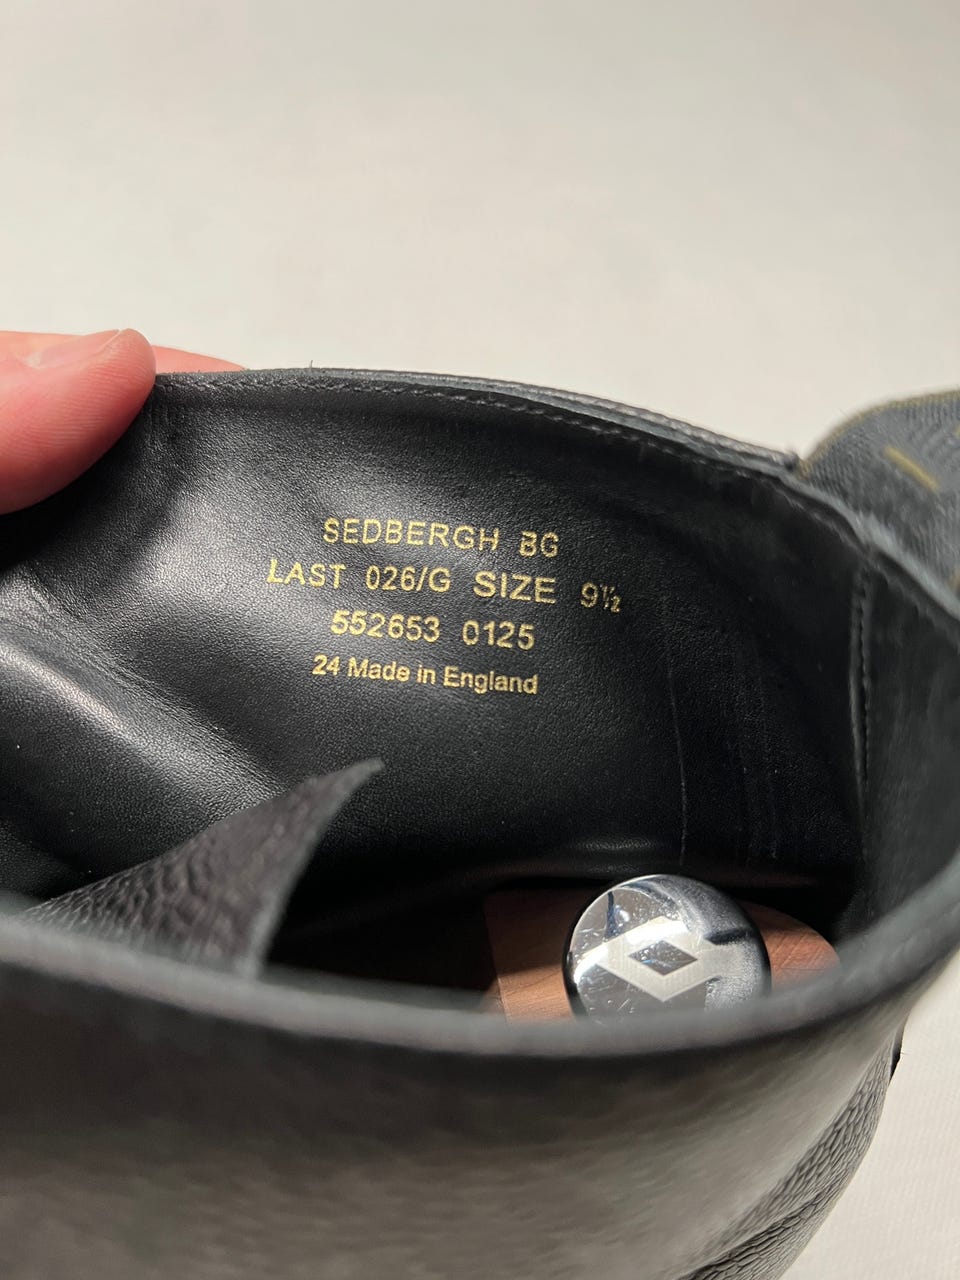 SEDBERGH BG
LAST 026/G SIZE 9½
552653 0125
24 Made in England